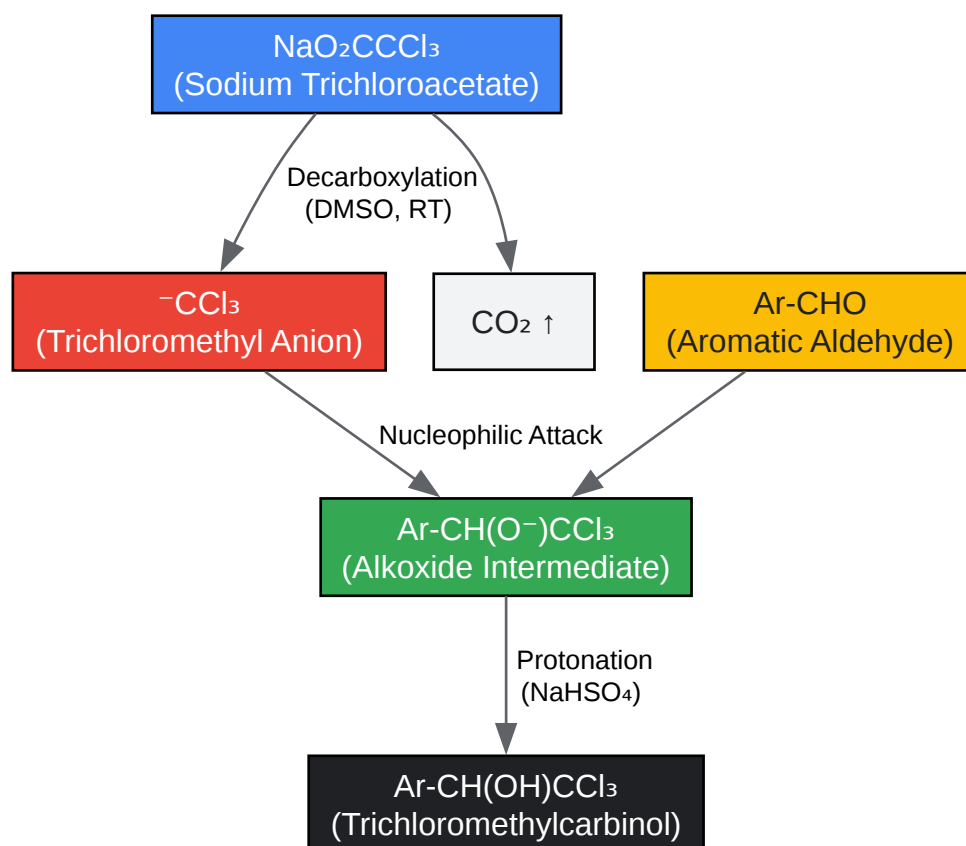 NaO₂CCCl₃
(Sodium Trichloroacetate)
Decarboxylation
(DMSO, RT)
⁻CCl₃
(Trichloromethyl Anion)
CO₂ ↑
Ar-CHO
(Aromatic Aldehyde)
Nucleophilic Attack
Ar-CH(O⁻)CCl₃
(Alkoxide Intermediate)
Protonation
(NaHSO₄)
Ar-CH(OH)CCl₃
(Trichloromethylcarbinol)